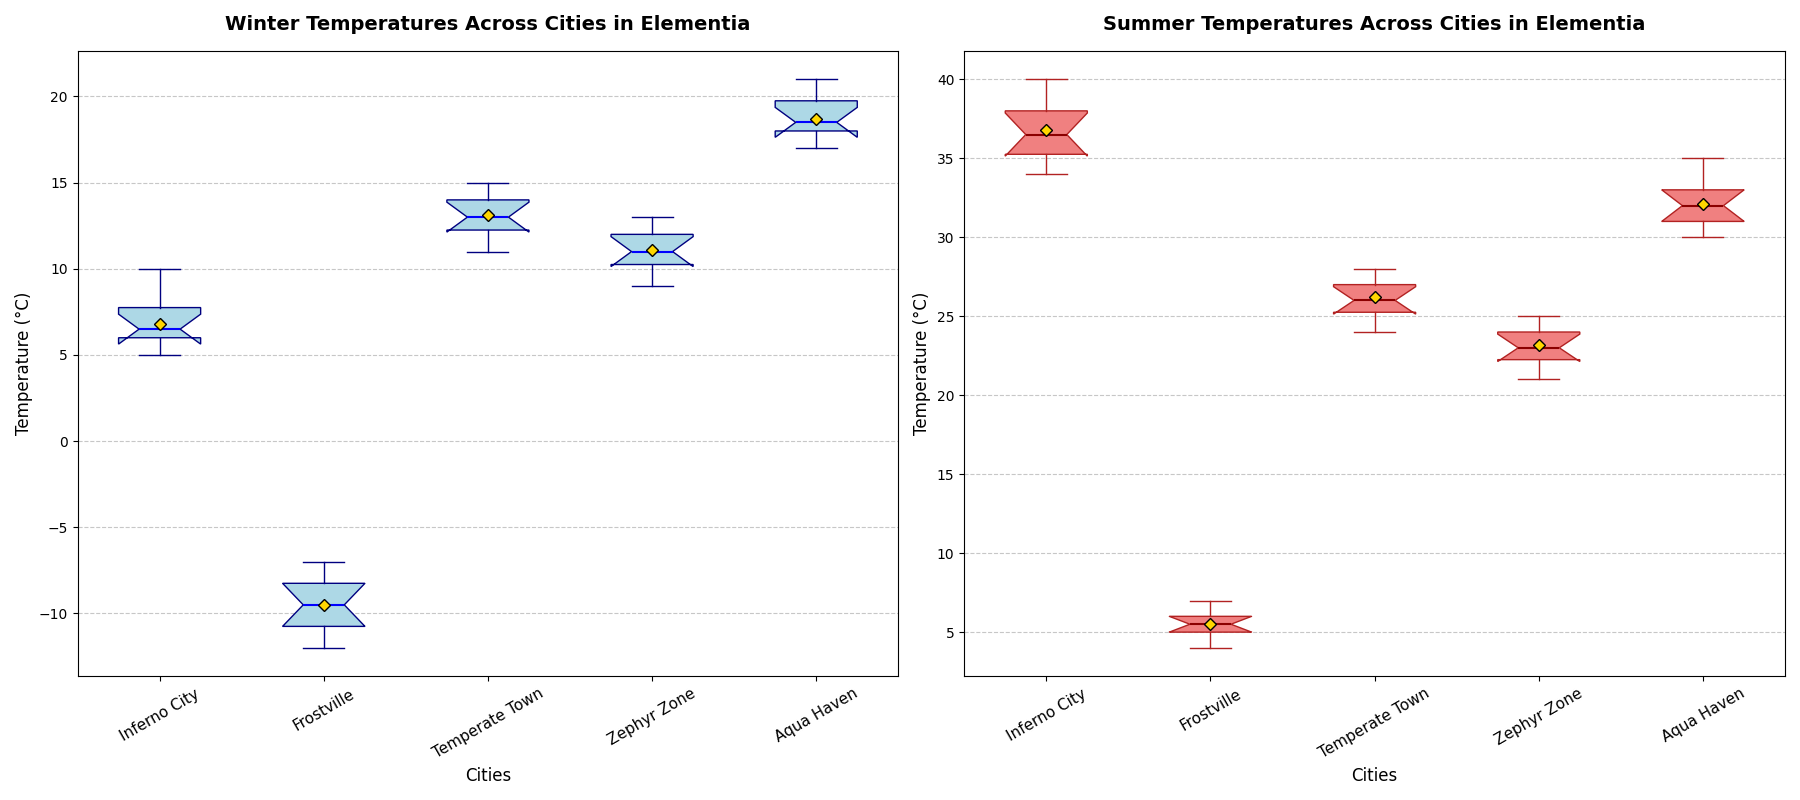 Winter Temperatures Across Cities in Elementia
Temperature (°C)
20
15
10
5
0
−5
−10
Inferno City
Frostville
Temperate Town
Zephyr Zone
Aqua Haven
Cities
Summer Temperatures Across Cities in Elementia
Temperature (°C)
40
35
30
25
20
15
10
5
Inferno City
Frostville
Temperate Town
Zephyr Zone
Aqua Haven
Cities